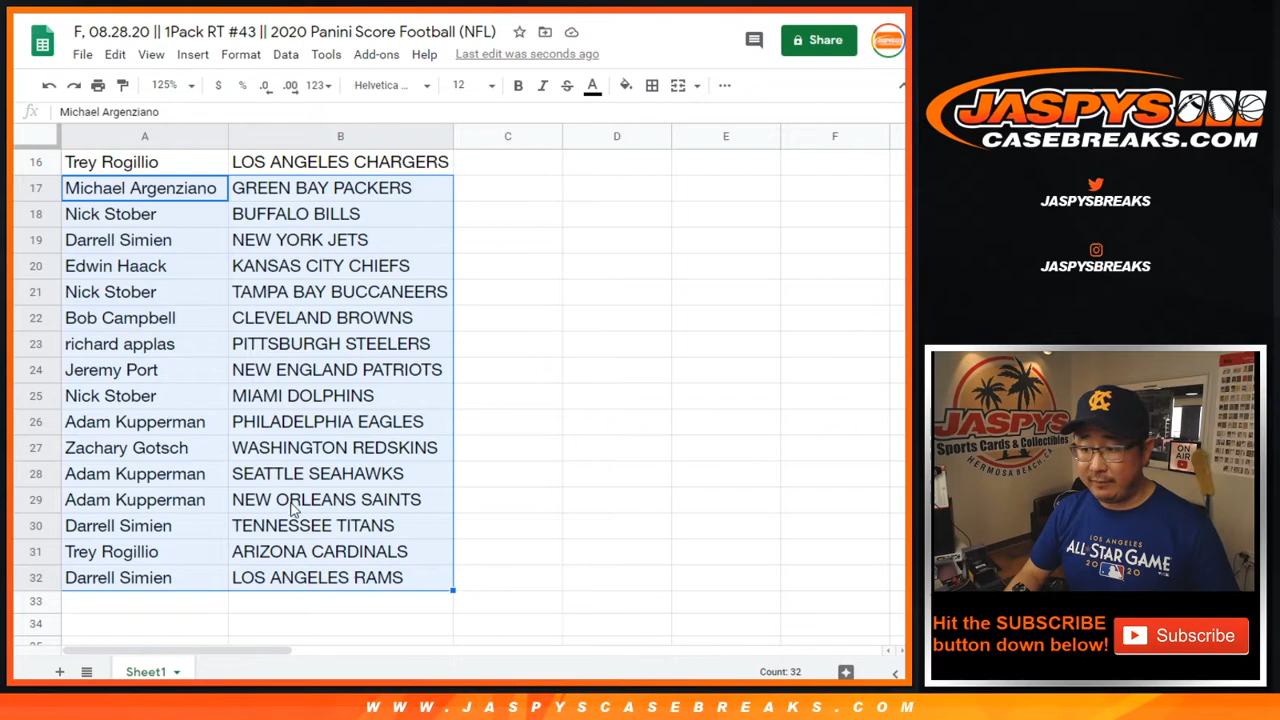 F, 08.28.20 || 1Pack RT #43 || 2020 Panini Score Football (NFL)
File Edit View Insert Format Data Tools Add-ons Help Last edit was seconds ago
Share
125% $ % .0 .00 123 Helvetica ... 12 B I S A ...
fx Michael Argenziano
A B C D E F
16 Trey Rogillio LOS ANGELES CHARGERS
17 Michael Argenziano GREEN BAY PACKERS
18 Nick Stober BUFFALO BILLS
19 Darrell Simien NEW YORK JETS
20 Edwin Haack KANSAS CITY CHIEFS
21 Nick Stober TAMPA BAY BUCCANEERS
22 Bob Campbell CLEVELAND BROWNS
23 richard applas PITTSBURGH STEELERS
24 Jeremy Port NEW ENGLAND PATRIOTS
25 Nick Stober MIAMI DOLPHINS
26 Adam Kupperman PHILADELPHIA EAGLES
27 Zachary Gotsch WASHINGTON REDSKINS
28 Adam Kupperman SEATTLE SEAHAWKS
29 Adam Kupperman NEW ORLEANS SAINTS
30 Darrell Simien TENNESSEE TITANS
31 Trey Rogillio ARIZONA CARDINALS
32 Darrell Simien LOS ANGELES RAMS
33
34
Sheet1
Count: 32
JASPYS
CASEBREAKS.COM
JASPYSBREAKS
JASPYSBREAKS
JASPYS
Sports Cards & Collectibles
HERMOSA BEACH, CA
ON AIR
KC
LOS ANGELES
ALL STAR GAME
2020
Hit the SUBSCRIBE
button down below!
Subscribe
WWW.JASPYSCASEBREAKS.COM